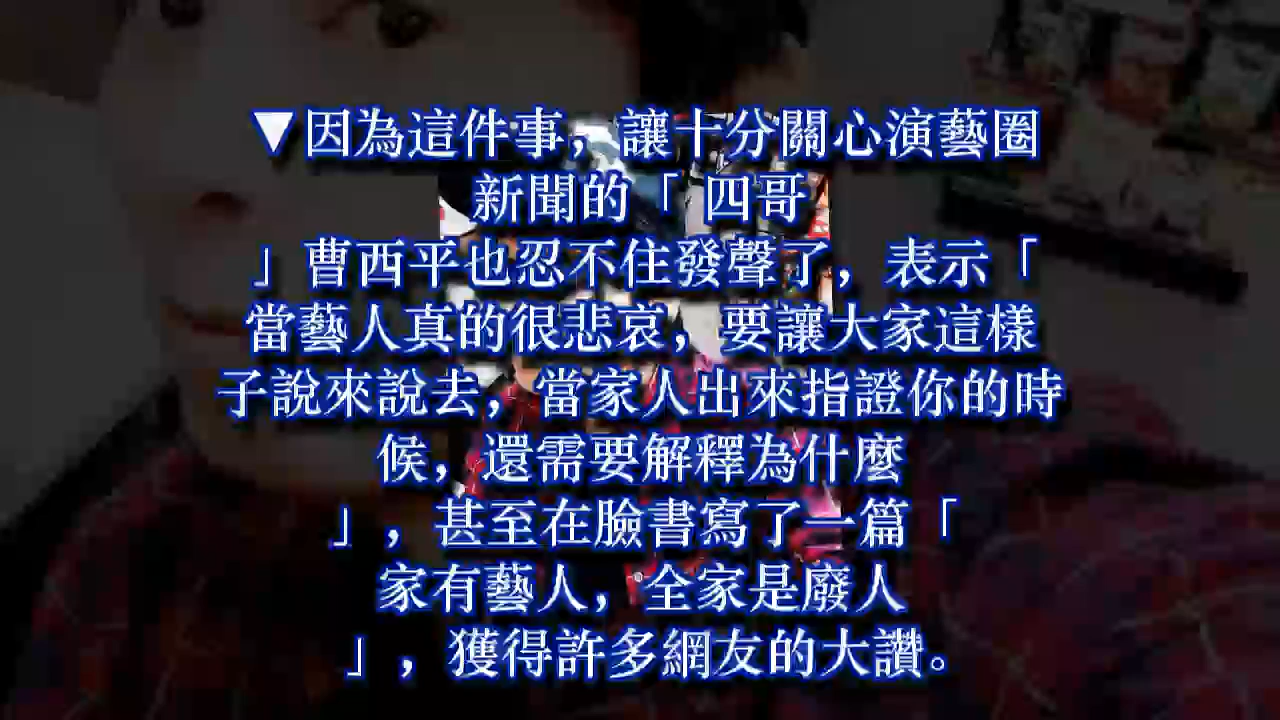 ▼因為這件事，讓十分關心演藝圈
新聞的「 四哥
」曹西平也忍不住發聲了，表示「
當藝人真的很悲哀，要讓大家這樣
子說來說去，當家人出來指證你的時
候，還需要解釋為什麼
」，甚至在臉書寫了一篇「
家有藝人，全家是廢人
」，獲得許多網友的大讚。